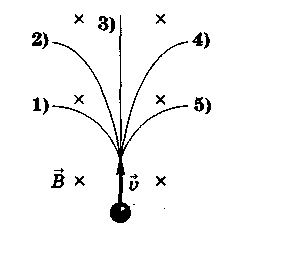 3)
2) 4)
1) 5)
B⃗ v⃗